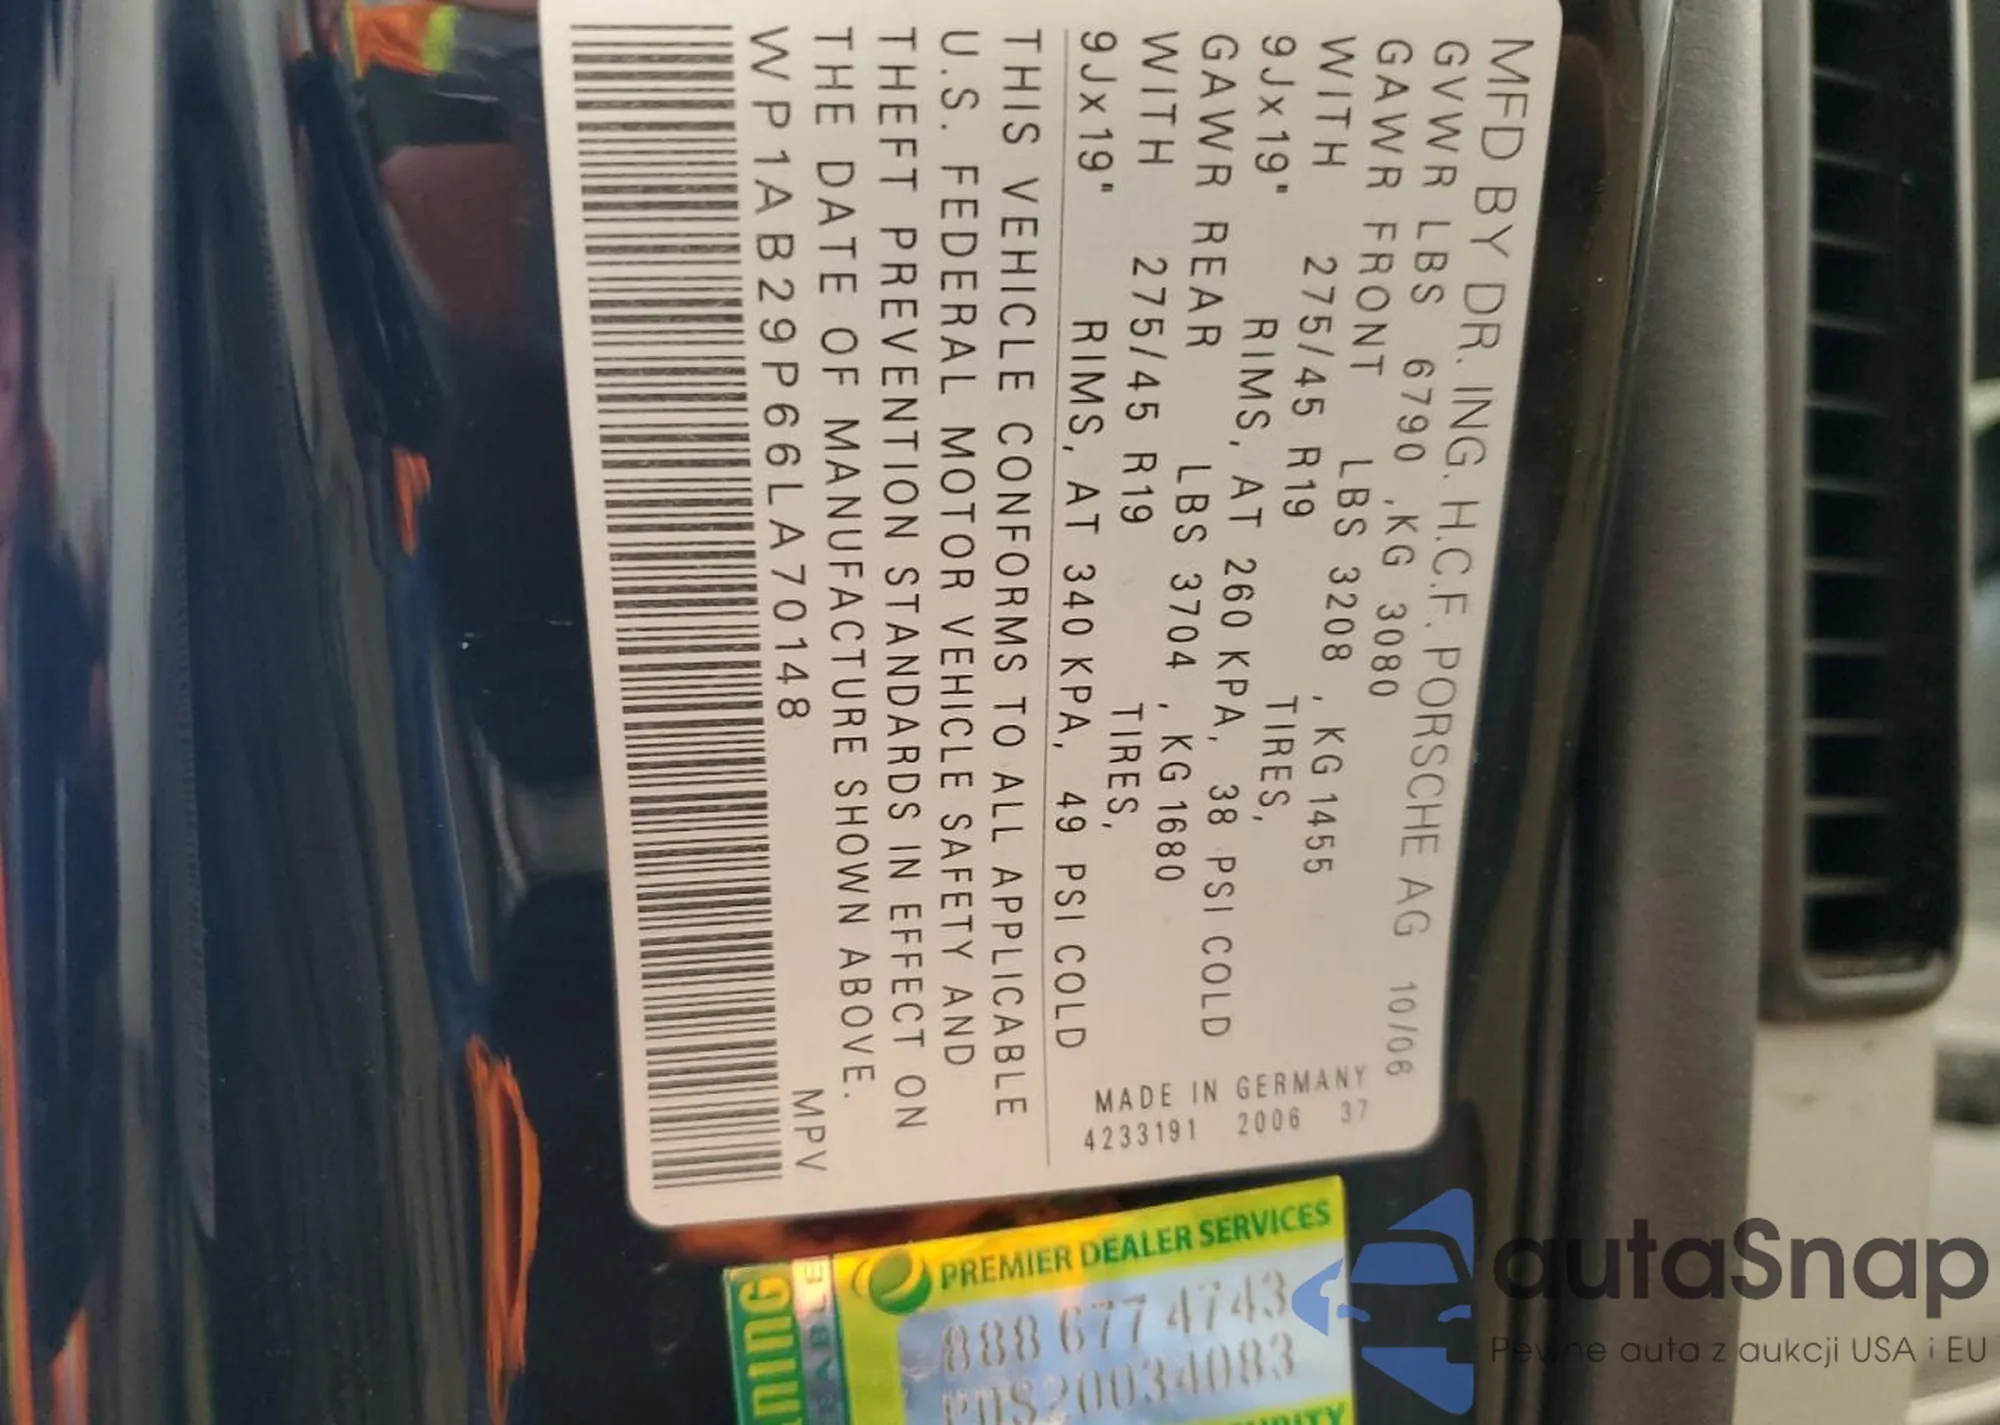 MFD BY DR. ING. H.C.F. PORSCHE AG 10/06
GVWR LBS 6790 ,KG 3080
GAWR FRONT LBS 3208 , KG 1455
WITH 275/45 R19 TIRES,
9Jx19" RIMS, AT 260 KPA, 38 PSI COLD
GAWR REAR LBS 3704 , KG 1680
WITH 275/45 R19 TIRES,
9Jx19" RIMS, AT 340 KPA, 49 PSI COLD
MADE IN GERMANY
4233191 2006 37
THIS VEHICLE CONFORMS TO ALL APPLICABLE
U.S. FEDERAL MOTOR VEHICLE SAFETY AND
THEFT PREVENTION STANDARDS IN EFFECT ON
THE DATE OF MANUFACTURE SHOWN ABOVE.
WP1AB29P66LA70148 MPV
PREMIER DEALER SERVICES
888 677 4743
PDS20034083
autaSnap
Pewne auta z aukcji USA i EU